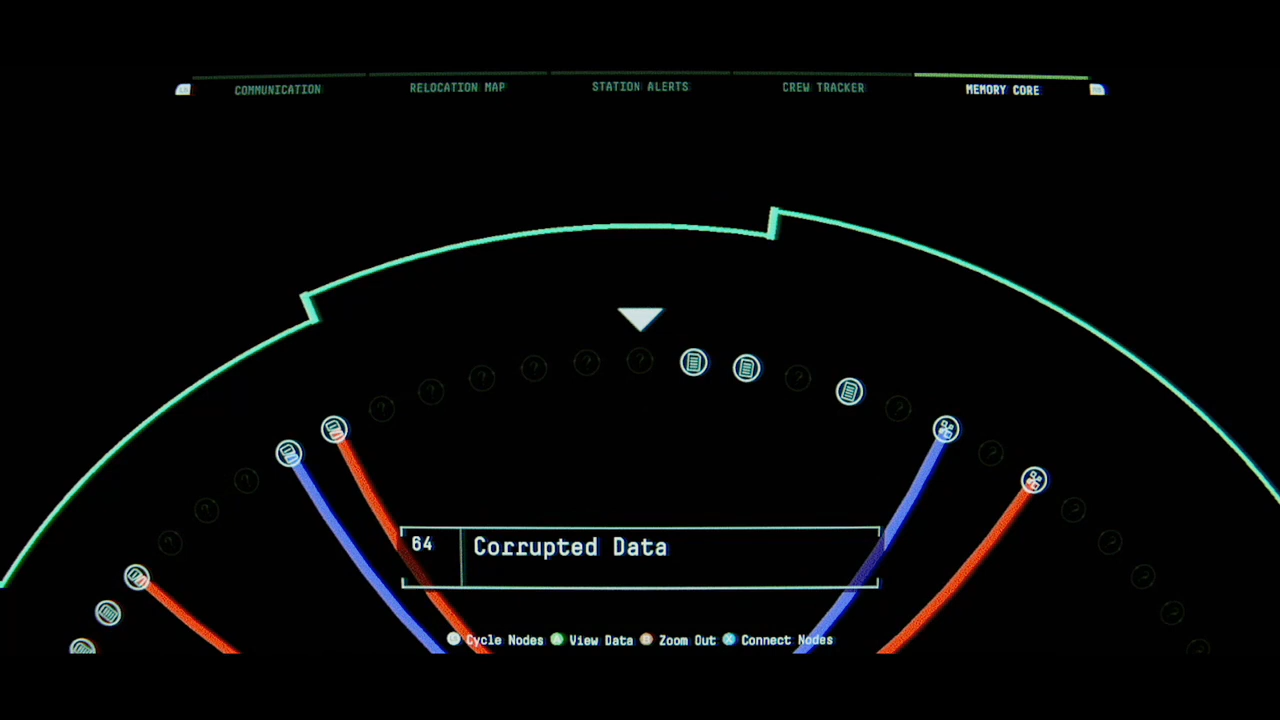 COMMUNICATION
RELOCATION MAP
STATION ALERTS
CREW TRACKER
MEMORY CORE
? ? ? ? ? ? ? ? ? ? ?
64 Corrupted Data
Cycle Nodes A View Data B Zoom Out X Connect Nodes